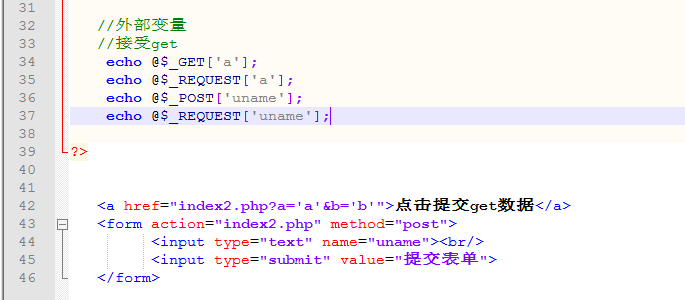 31
32 //外部变量
33 //接受get
34 echo @$_GET['a'];
35 echo @$_REQUEST['a'];
36 echo @$_POST['uname'];
37 echo @$_REQUEST['uname'];
38
39 ?>
40
41
42 <a href="index2.php?a='a'&b='b'">点击提交get数据</a>
43 <form action="index2.php" method="post">
44 <input type="text" name="uname"><br/>
45 <input type="submit" value="提交表单">
46 </form>